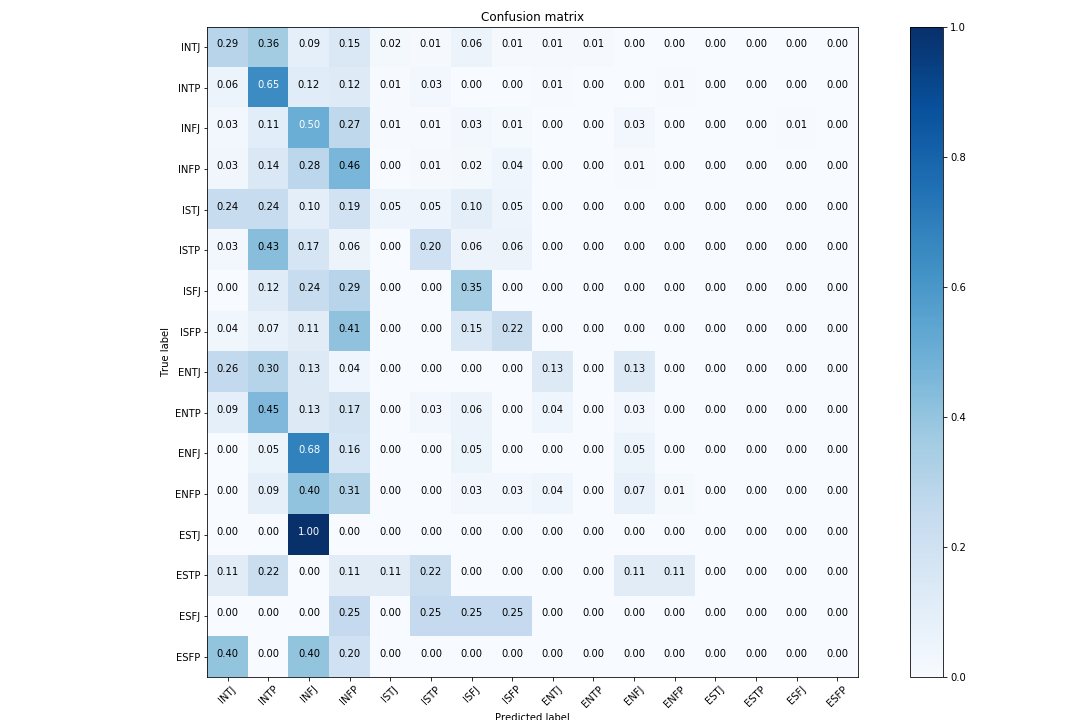 Confusion matrix
INTJ 0.29 0.36 0.09 0.15 0.02 0.01 0.06 0.01 0.01 0.01 0.00 0.00 0.00 0.00 0.00 0.00
INTP 0.06 0.65 0.12 0.12 0.01 0.03 0.00 0.00 0.01 0.00 0.00 0.01 0.00 0.00 0.00 0.00
INFJ 0.03 0.11 0.50 0.27 0.01 0.01 0.03 0.01 0.00 0.00 0.03 0.00 0.00 0.00 0.01 0.00
INFP 0.03 0.14 0.28 0.46 0.00 0.01 0.02 0.04 0.00 0.00 0.01 0.00 0.00 0.00 0.00 0.00
ISTJ 0.24 0.24 0.10 0.19 0.05 0.05 0.10 0.05 0.00 0.00 0.00 0.00 0.00 0.00 0.00 0.00
ISTP 0.03 0.43 0.17 0.06 0.00 0.20 0.06 0.06 0.00 0.00 0.00 0.00 0.00 0.00 0.00 0.00
ISFJ 0.00 0.12 0.24 0.29 0.00 0.00 0.35 0.00 0.00 0.00 0.00 0.00 0.00 0.00 0.00 0.00
ISFP 0.04 0.07 0.11 0.41 0.00 0.00 0.15 0.22 0.00 0.00 0.00 0.00 0.00 0.00 0.00 0.00
ENTJ 0.26 0.30 0.13 0.04 0.00 0.00 0.00 0.00 0.13 0.00 0.13 0.00 0.00 0.00 0.00 0.00
ENTP 0.09 0.45 0.13 0.17 0.00 0.03 0.06 0.00 0.04 0.00 0.03 0.00 0.00 0.00 0.00 0.00
ENFJ 0.00 0.05 0.68 0.16 0.00 0.00 0.05 0.00 0.00 0.00 0.05 0.00 0.00 0.00 0.00 0.00
ENFP 0.00 0.09 0.40 0.31 0.00 0.00 0.03 0.03 0.04 0.00 0.07 0.01 0.00 0.00 0.00 0.00
ESTJ 0.00 0.00 1.00 0.00 0.00 0.00 0.00 0.00 0.00 0.00 0.00 0.00 0.00 0.00 0.00 0.00
ESTP 0.11 0.22 0.00 0.11 0.11 0.22 0.00 0.00 0.00 0.00 0.11 0.11 0.00 0.00 0.00 0.00
ESFJ 0.00 0.00 0.00 0.25 0.00 0.25 0.25 0.25 0.00 0.00 0.00 0.00 0.00 0.00 0.00 0.00
ESFP 0.40 0.00 0.40 0.20 0.00 0.00 0.00 0.00 0.00 0.00 0.00 0.00 0.00 0.00 0.00 0.00
True label
INTJ INTP INFJ INFP ISTJ ISTP ISFJ ISFP ENTJ ENTP ENFJ ENFP ESTJ ESTP ESFJ ESFP
Predicted label
1.0
0.8
0.6
0.4
0.2
0.0